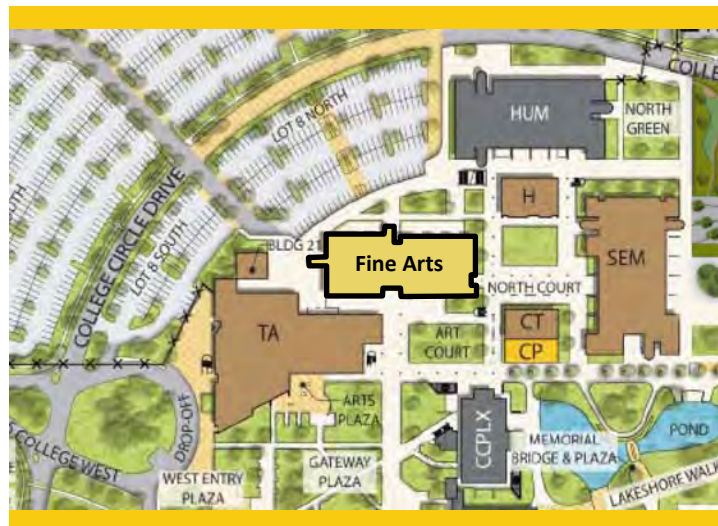 COLLEGE
LOT 8 NORTH
HUM
NORTH
GREEN
COLLEGE CIRCLE DRIVE
H
BLDG 21
Fine Arts
LOT 8 SOUTH
SEM
NORTH COURT
TA
ART
COURT
CT
CP
DROP-OFF
ARTS
PLAZA
CCPLX
COLLEGE WEST
MEMORIAL
BRIDGE & PLAZA
POND
WEST ENTRY
PLAZA
GATEWAY
PLAZA
LAKESHORE WALK